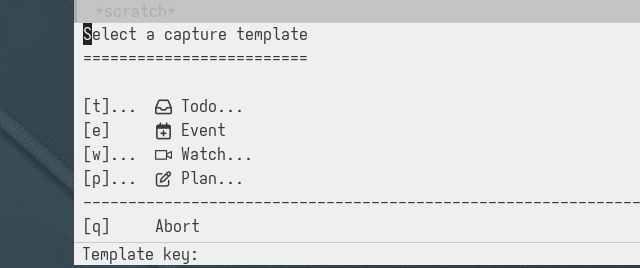 *scratch*
Select a capture template
=========================
[t]... Todo...
[e] Event
[w]... Watch...
[p]... Plan...
--------------------------------------------------------------
[q] Abort
Template key: